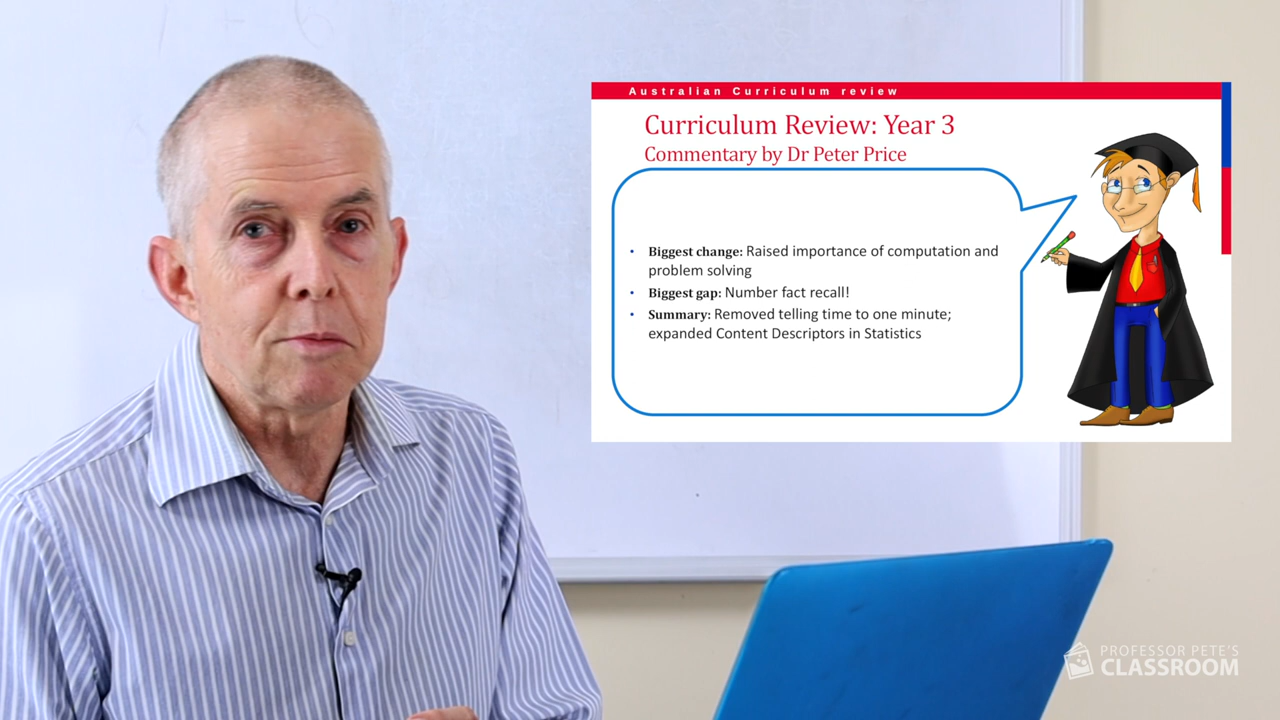 Australian Curriculum review
Curriculum Review: Year 3
Commentary by Dr Peter Price
• Biggest change: Raised importance of computation and
problem solving
• Biggest gap: Number fact recall!
• Summary: Removed telling time to one minute;
expanded Content Descriptors in Statistics
PROFESSOR PETE'S
CLASSROOM